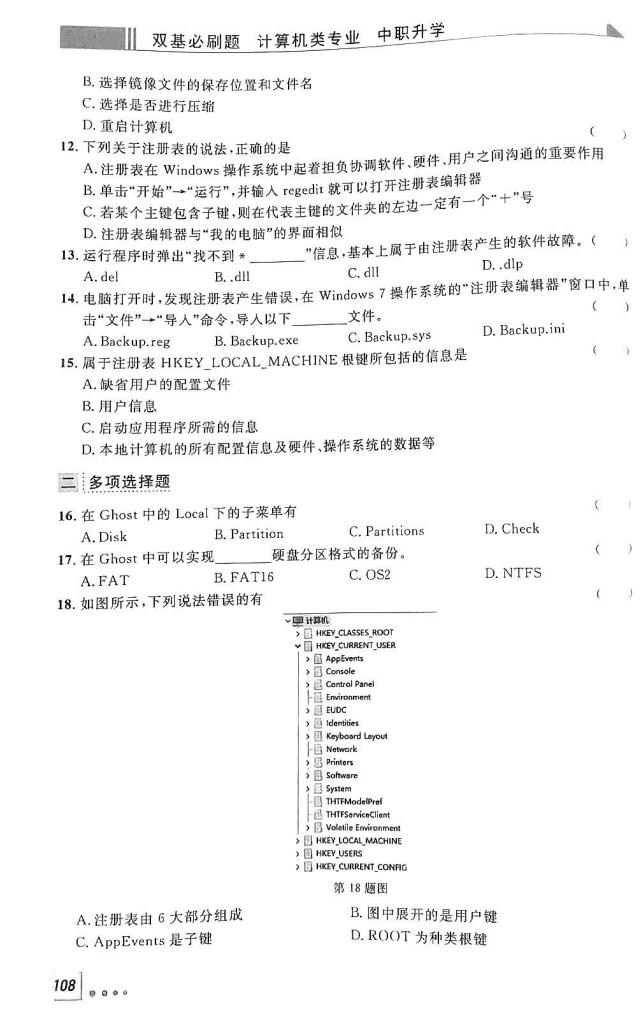 双基必刷题 计算机类专业 中职升学
B. 选择镜像文件的保存位置和文件名
C. 选择是否进行压缩
D. 重启计算机
( )
12. 下列关于注册表的说法,正确的是
A. 注册表在 Windows 操作系统中起着担负协调软件、硬件、用户之间沟通的重要作用
B. 单击“开始”→“运行”,并输入 regedit 就可以打开注册表编辑器
C. 若某个主键包含子键,则在代表主键的文件夹的左边一定有一个“+”号
D. 注册表编辑器与“我的电脑”的界面相似
13. 运行程序时弹出“找不到 * ________”信息,基本上属于由注册表产生的软件故障。( )
A. del B. .dll C. dll D. .dlp
14. 电脑打开时,发现注册表产生错误,在 Windows 7 操作系统的“注册表编辑器”窗口中,单
击“文件”→“导入”命令,导入以下________文件。 ( )
A. Backup.reg B. Backup.exe C. Backup.sys D. Backup.ini
15. 属于注册表 HKEY_LOCAL_MACHINE 根键所包括的信息是 ( )
A. 缺省用户的配置文件
B. 用户信息
C. 启动应用程序所需的信息
D. 本地计算机的所有配置信息及硬件、操作系统的数据等
二 多项选择题
16. 在 Ghost 中的 Local 下的子菜单有 ( )
A. Disk B. Partition C. Partitions D. Check
17. 在 Ghost 中可以实现________硬盘分区格式的备份。 ( )
A. FAT B. FAT16 C. OS2 D. NTFS
18. 如图所示,下列说法错误的有 ( )
计算机
HKEY_CLASSES_ROOT
HKEY_CURRENT_USER
AppEvents
Console
Control Panel
Environment
EUDC
Identities
Keyboard Layout
Network
Printers
Software
System
THTFModelPref
THTFServiceClient
Volatile Environment
HKEY_LOCAL_MACHINE
HKEY_USERS
HKEY_CURRENT_CONFIG
第 18 题图
A. 注册表由 6 大部分组成 B. 图中展开的是用户键
C. AppEvents 是子键 D. ROOT 为种类根键
108